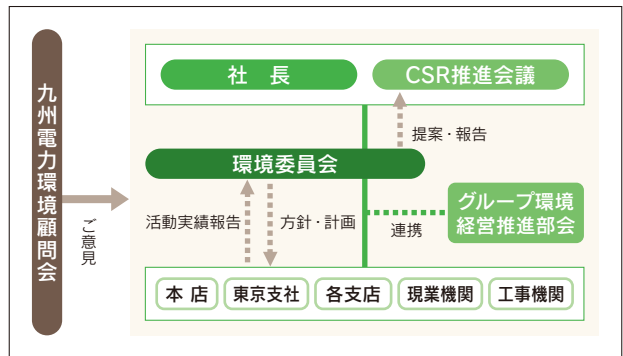 九州電力環境顧問会
ご意見
社 長
CSR推進会議
提案・報告
環境委員会
活動実績報告
方針・計画
連携
グループ環境
経営推進部会
本 店
東京支社
各支店
現業機関
工事機関